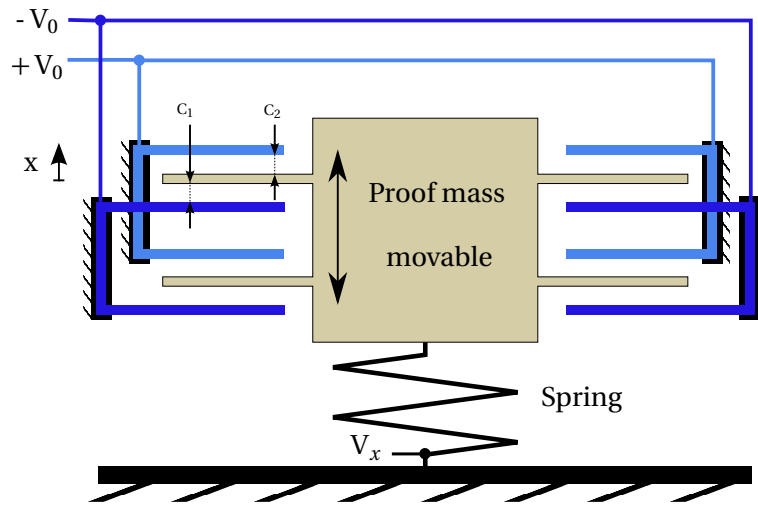 - V₀
+ V₀
C₁
C₂
x
Proof mass
movable
Spring
Vₓ